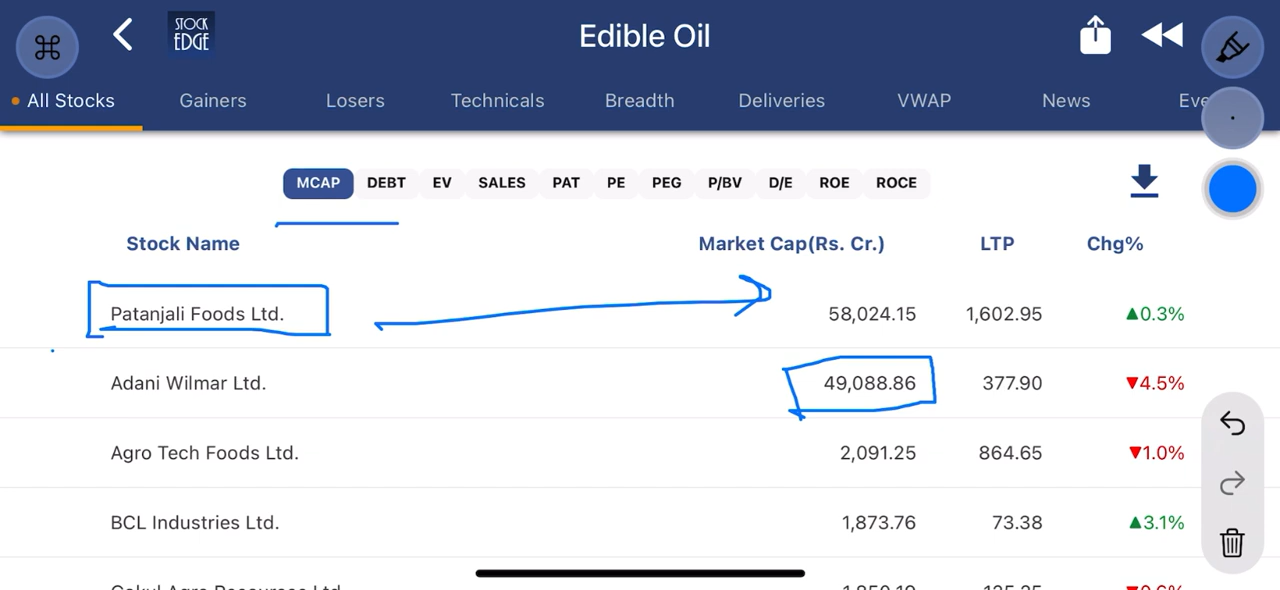 STOCK
EDGE
Edible Oil
All Stocks Gainers Losers Technicals Breadth Deliveries VWAP News Eve
MCAP DEBT EV SALES PAT PE PEG P/BV D/E ROE ROCE
Stock Name Market Cap(Rs. Cr.) LTP Chg%
Patanjali Foods Ltd. 58,024.15 1,602.95 ▲0.3%
Adani Wilmar Ltd. 49,088.86 377.90 ▼4.5%
Agro Tech Foods Ltd. 2,091.25 864.65 ▼1.0%
BCL Industries Ltd. 1,873.76 73.38 ▲3.1%